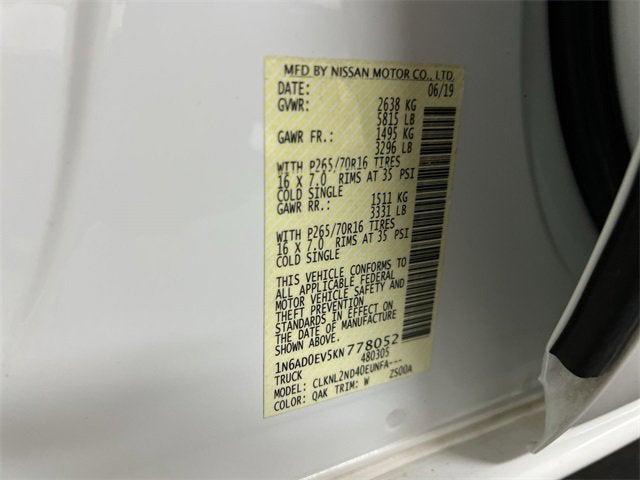 MFD BY NISSAN MOTOR CO., LTD.
DATE: 06/19
GVWR: 2638 KG
5815 LB
GAWR FR.: 1495 KG
3296 LB
WITH P265/70R16 TIRES
16 X 7.0 RIMS AT 35 PSI
COLD SINGLE
GAWR RR.: 1511 KG
3331 LB
WITH P265/70R16 TIRES
16 X 7.0 RIMS AT 35 PSI
COLD SINGLE
THIS VEHICLE CONFORMS TO
ALL APPLICABLE FEDERAL
MOTOR VEHICLE SAFETY AND
THEFT PREVENTION
STANDARDS IN EFFECT ON
THE DATE OF MANUFACTURE
SHOWN ABOVE.
1N6AD0EV5KN778052
TRUCK 480305
MODEL: CLKNL2ND40EUNFA---
COLOR: QAK TRIM: W ZS00A